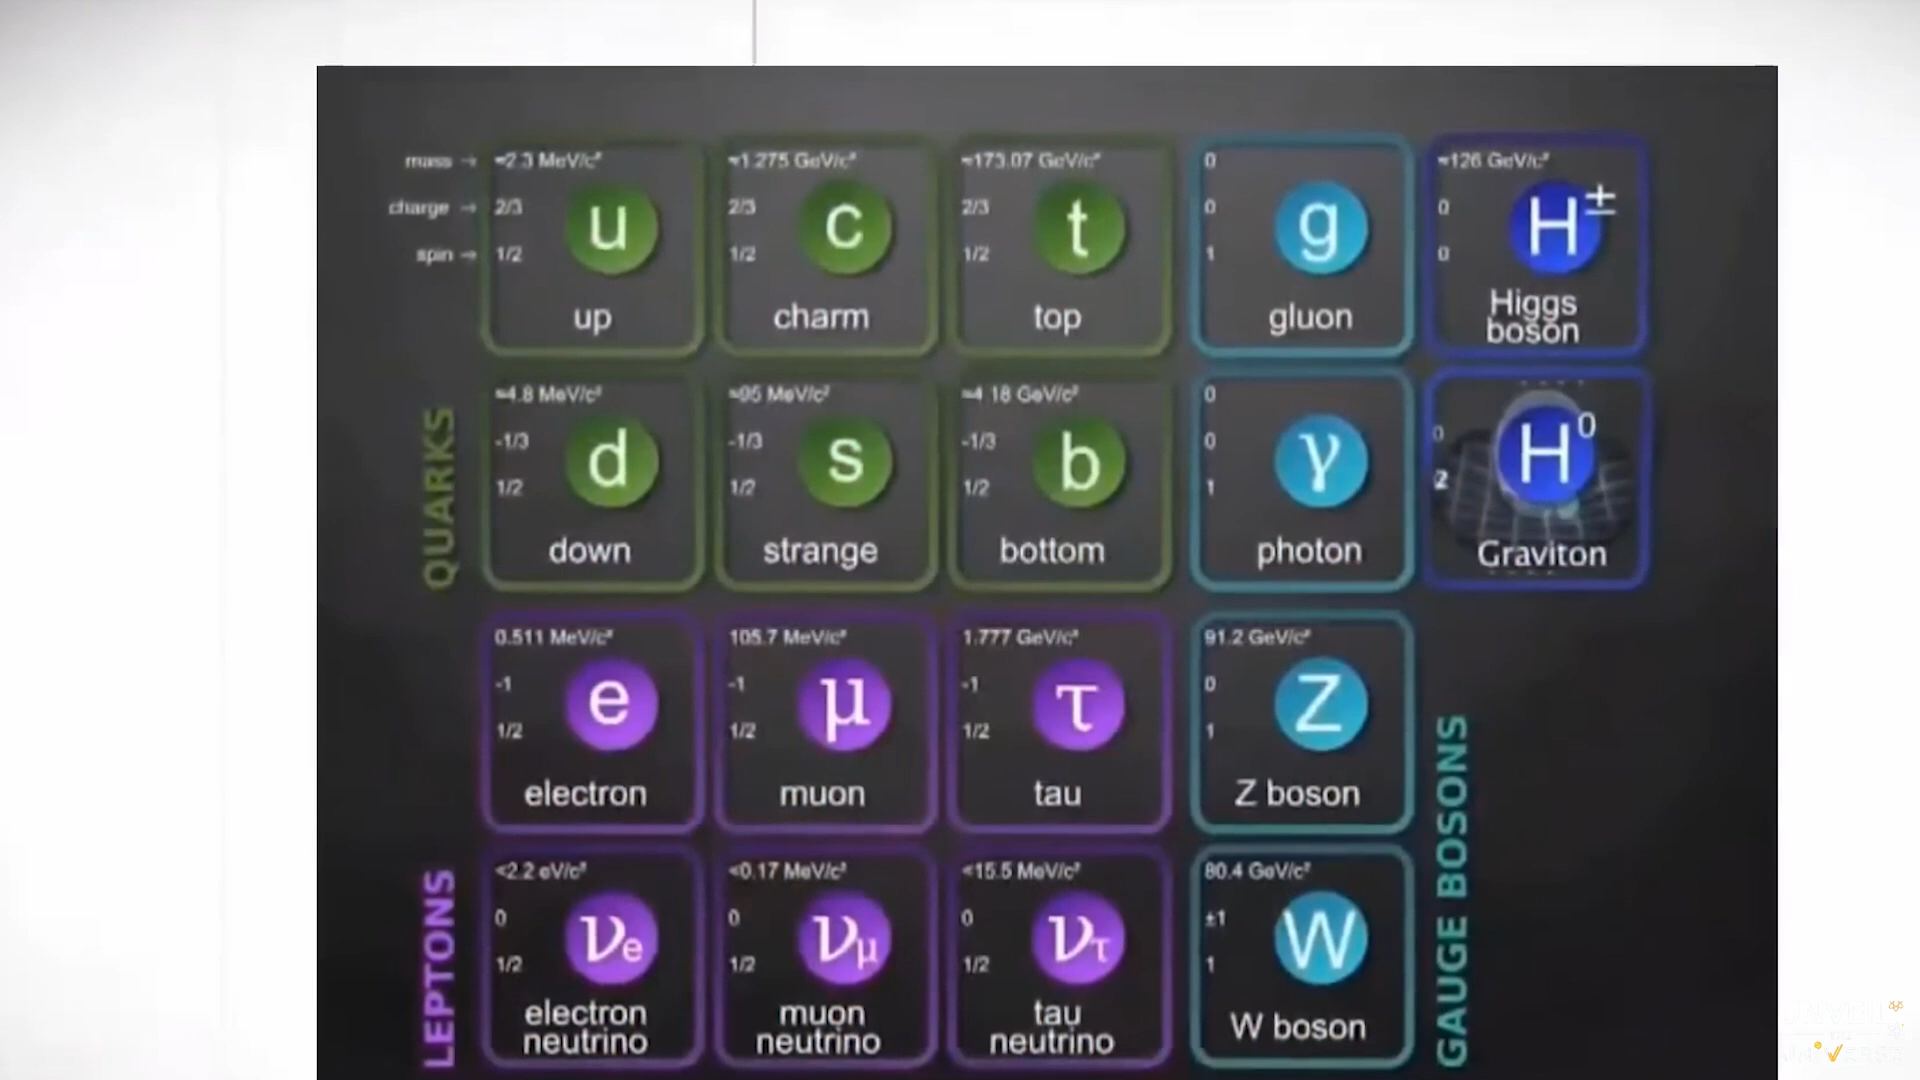 mass → ≈2.3 MeV/c² ≈1.275 GeV/c² ≈173.07 GeV/c² 0 ≈126 GeV/c²
charge → 2/3 2/3 2/3 0 0
spin → 1/2 1/2 1/2 1 0
u c t g H±
up charm top gluon Higgs
boson
≈4.8 MeV/c² ≈95 MeV/c² ≈4.18 GeV/c² 0
-1/3 -1/3 -1/3 0 0
1/2 1/2 1/2 1 2
d s b γ H0
down strange bottom photon Graviton
QUARKS
0.511 MeV/c² 105.7 MeV/c² 1.777 GeV/c² 91.2 GeV/c²
-1 -1 -1 0
1/2 1/2 1/2 1
e μ τ Z
electron muon tau Z boson
<2.2 eV/c² <0.17 MeV/c² <15.5 MeV/c² 80.4 GeV/c²
0 0 0 ±1
1/2 1/2 1/2 1
νe νμ ντ W
electron muon tau W boson
neutrino neutrino neutrino
LEPTONS
GAUGE BOSONS